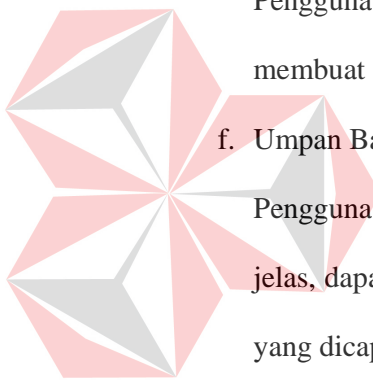 Pengguna
membuat
f. Umpan Ba
Pengguna
jelas, dapa
yang dicap